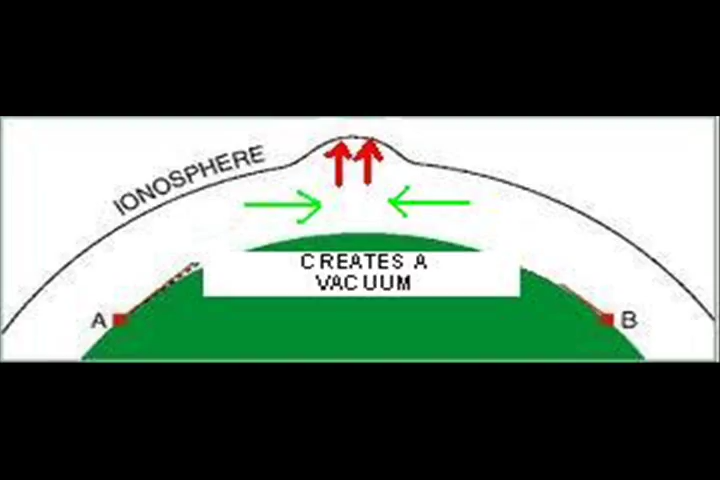 IONOSPHERE
CREATES A
VACUUM
A
B